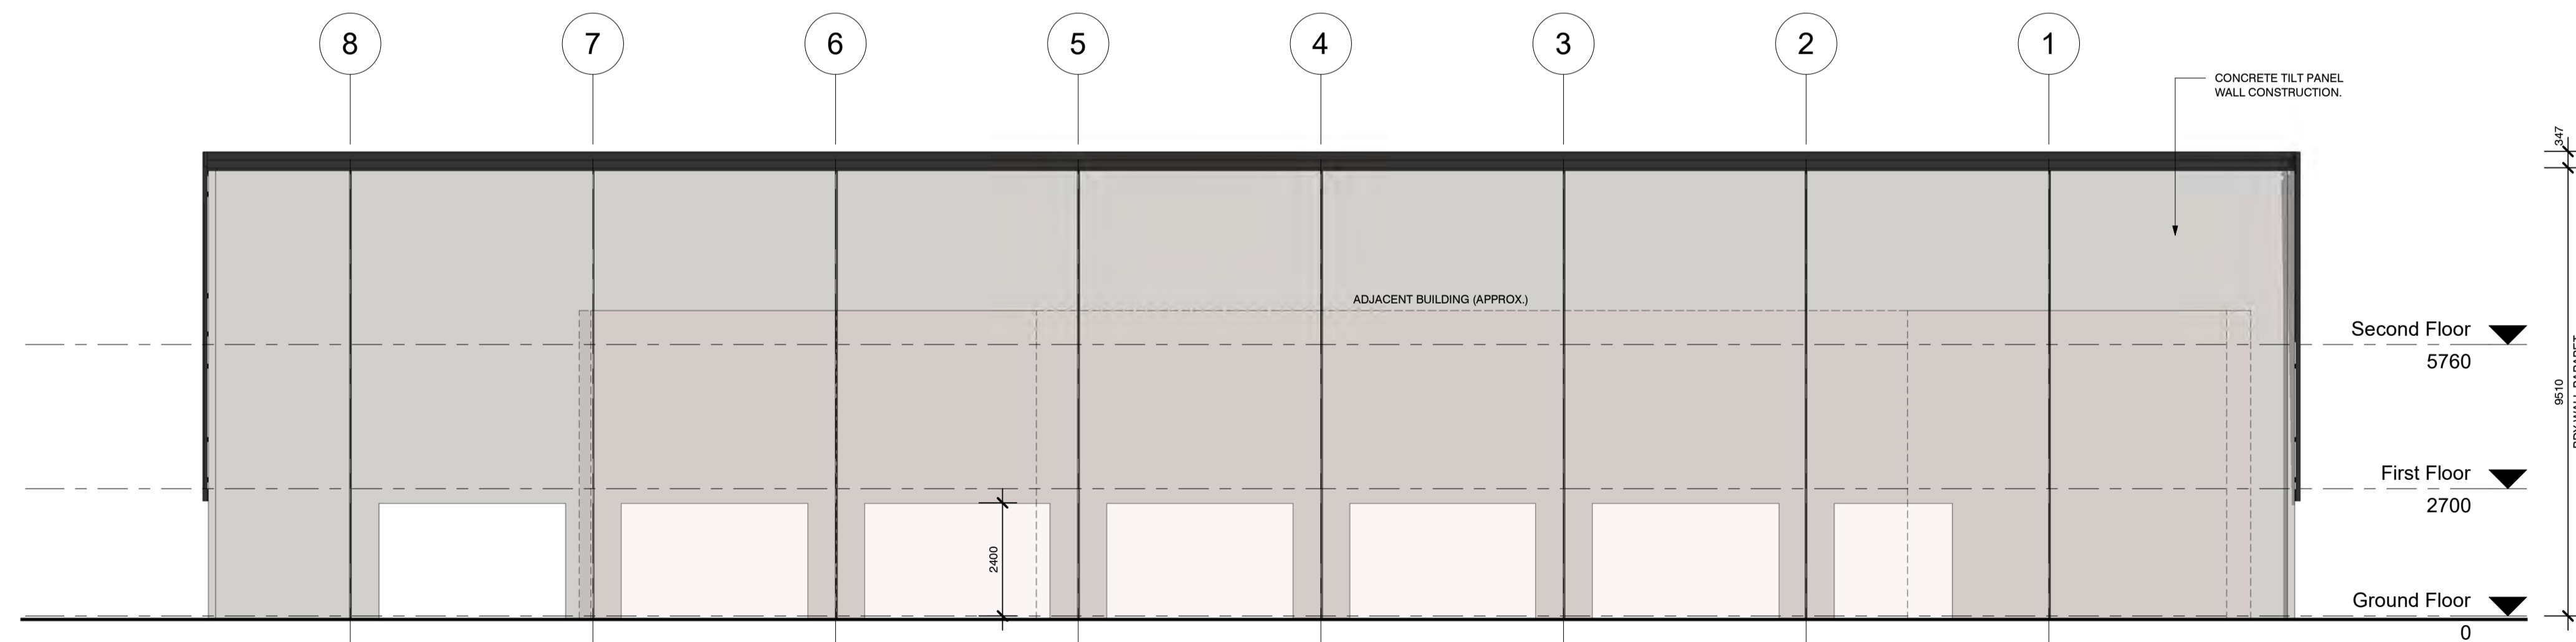 8 7 6 5 4 3 2 1
CONCRETE TILT PANEL
WALL CONSTRUCTION.
347
ADJACENT BUILDING (APPROX.)
Second Floor
5760
9510
First Floor
2700
2400
Ground Floor
0